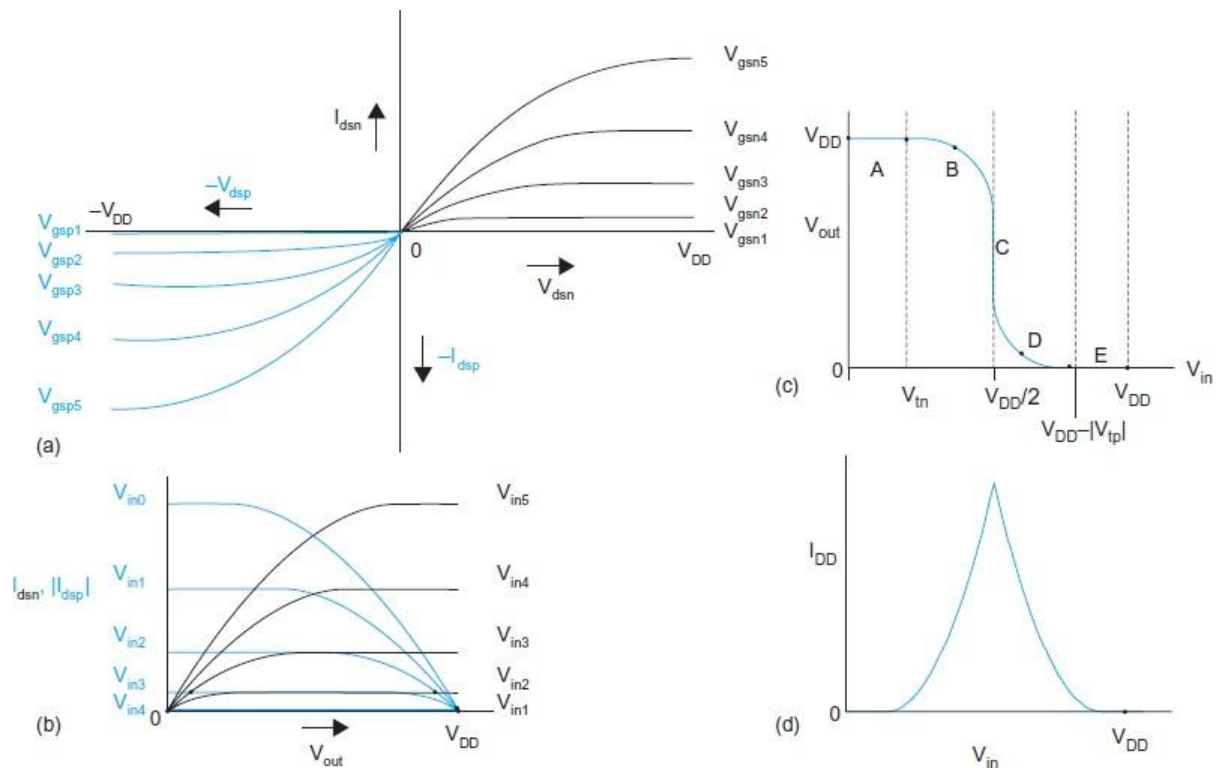 V_gsn5
I_dsn
V_gsn4
–V_dsp
V_gsn3
–V_DD
V_gsn2
V_gsp1
V_gsn1
0
V_DD
V_gsp2
V_dsn
V_gsp3
V_gsp4
–I_dsp
V_gsp5
(a)
V_in0
V_in5
V_in1
V_in4
I_dsn, |I_dsp|
V_in2
V_in3
V_in3
V_in2
V_in4
V_in1
0
V_DD
(b)
V_out
V_DD
A
B
V_out
C
D
E
0
V_in
(c)
V_tn
V_DD/2
V_DD
V_DD–|V_tp|
I_DD
0
V_DD
(d)
V_in